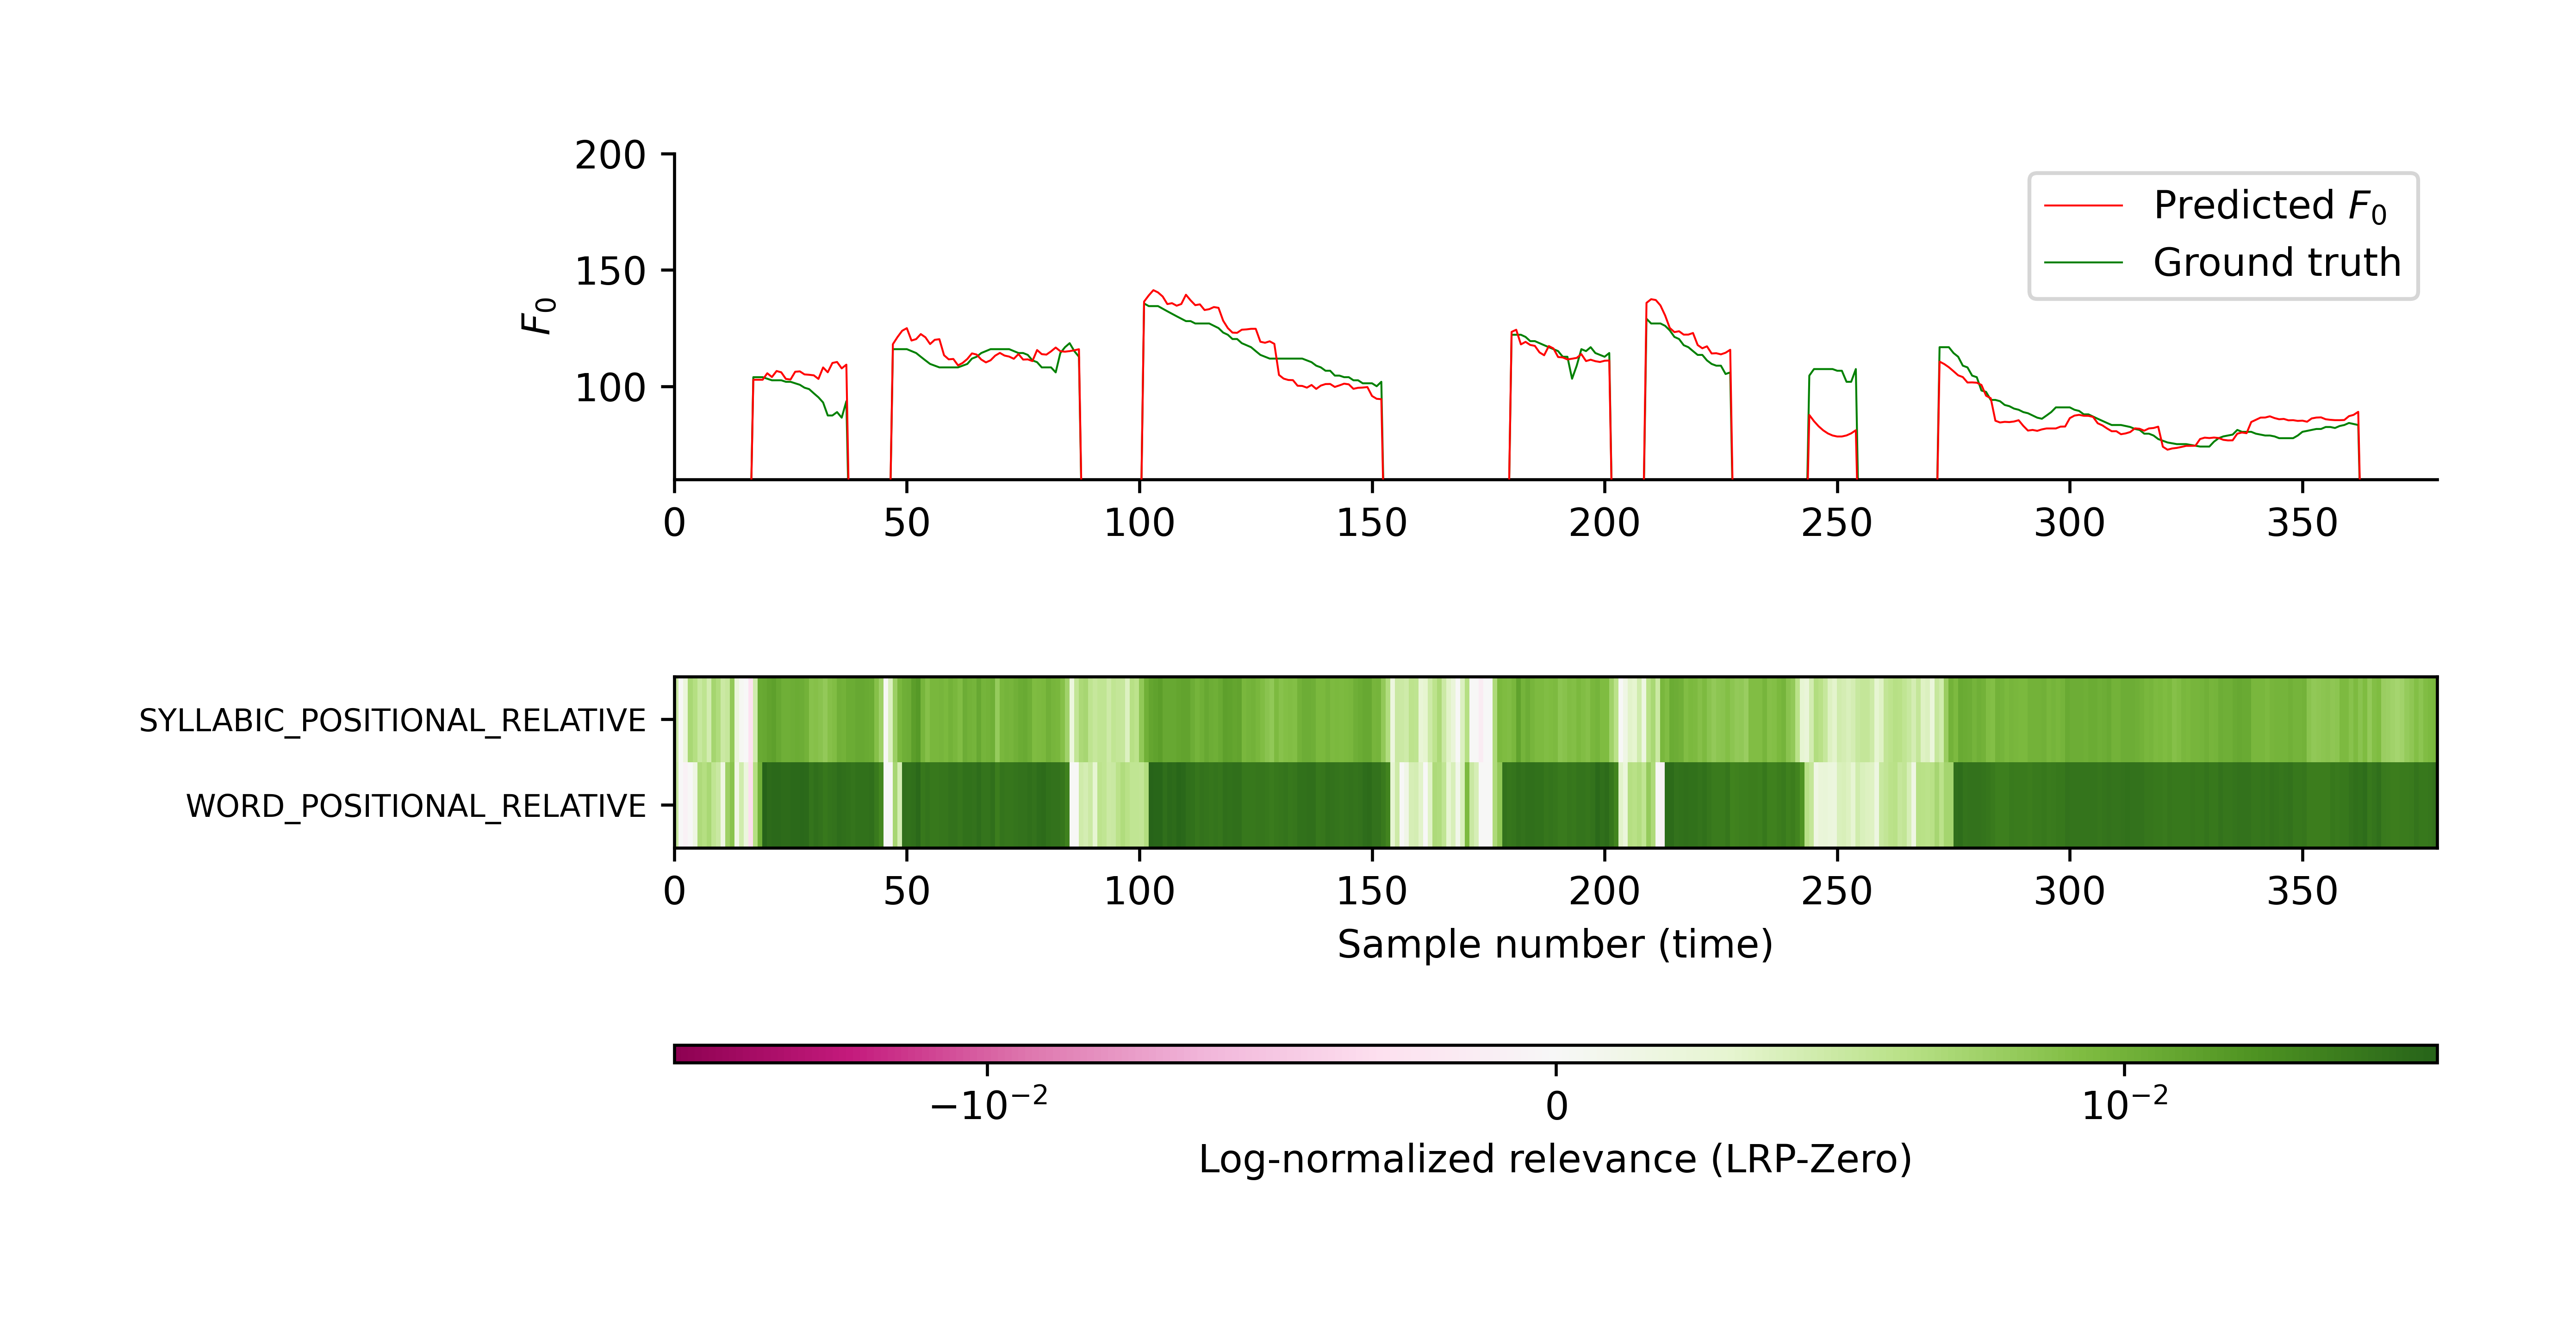 200
150
100
F₀
Predicted F₀
Ground truth
0 50 100 150 200 250 300 350
SYLLABIC_POSITIONAL_RELATIVE
WORD_POSITIONAL_RELATIVE
0 50 100 150 200 250 300 350
Sample number (time)
−10⁻² 0 10⁻²
Log-normalized relevance (LRP-Zero)